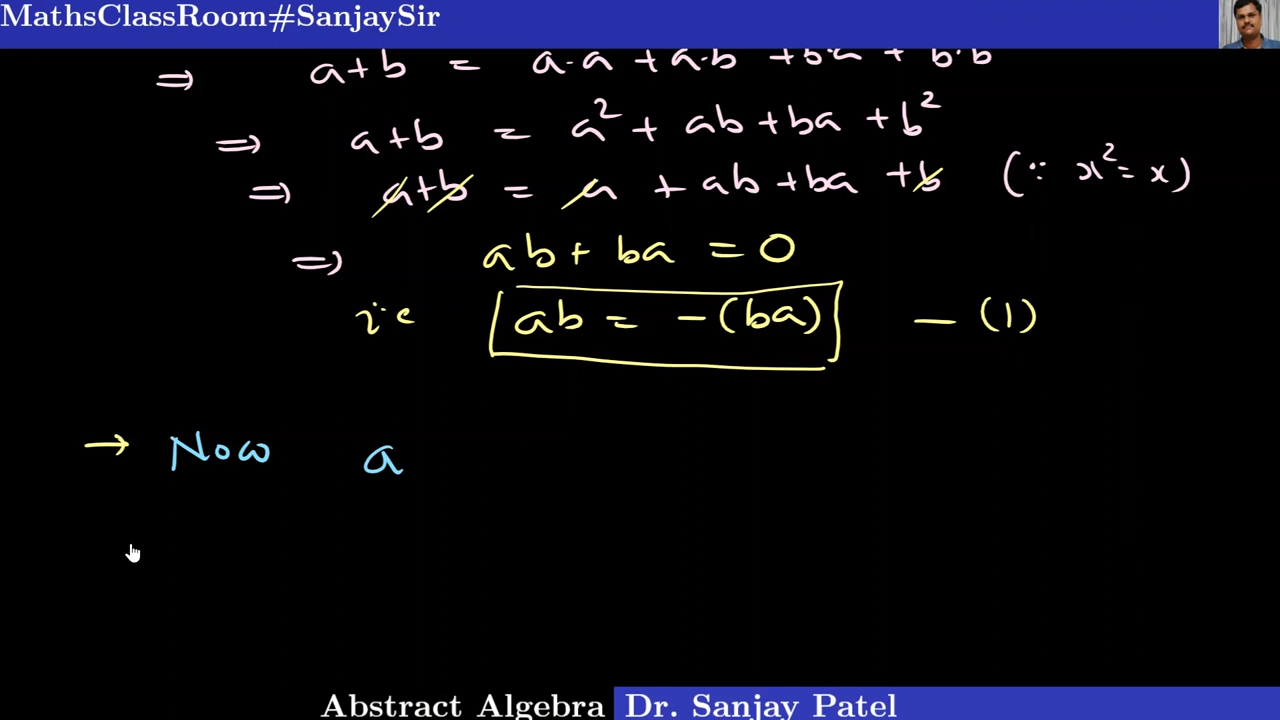 MathsClassRoom#SanjaySir
⇒ a+b = a·a + a·b + b·a + b·b
⇒ a+b = a² + ab + ba + b²
⇒ a+b = a + ab + ba + b (∵ x² = x)
⇒ ab + ba = 0
i.e ab = -(ba) — (1)
→ Now a
Abstract Algebra Dr. Sanjay Patel